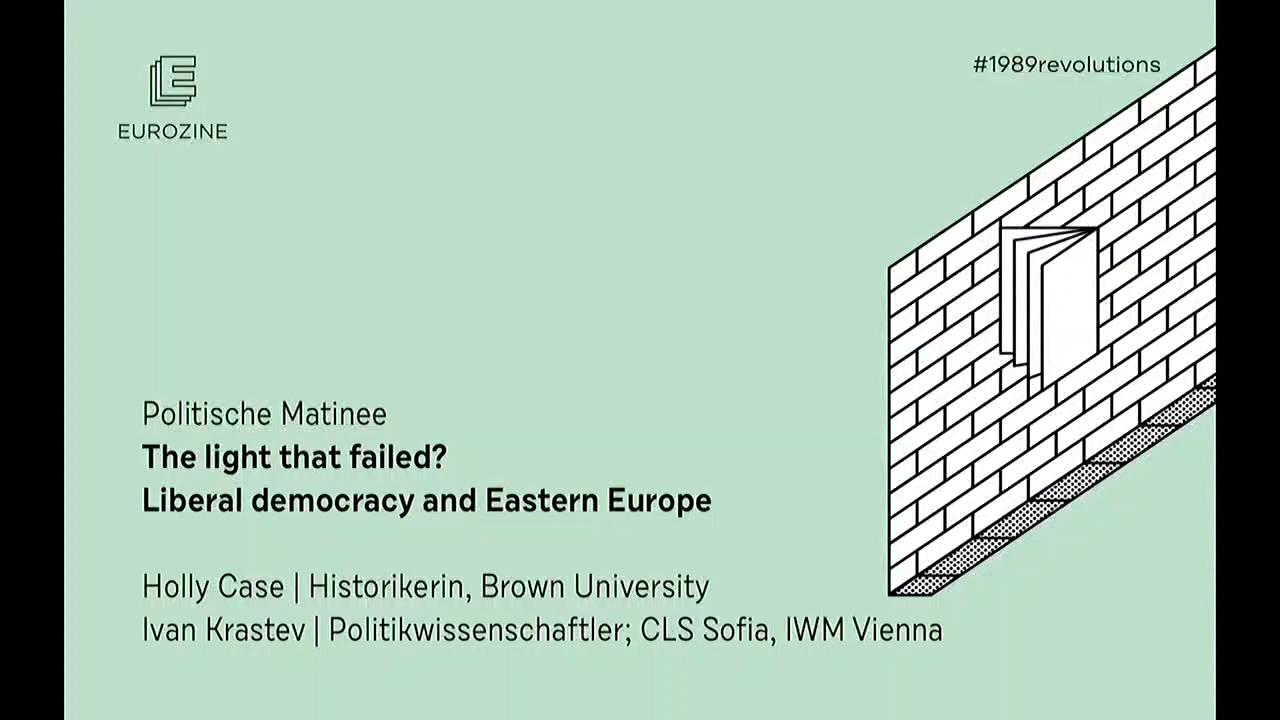 EUROZINE
#1989revolutions
Politische Matinee
The light that failed?
Liberal democracy and Eastern Europe
Holly Case | Historikerin, Brown University
Ivan Krastev | Politikwissenschaftler; CLS Sofia, IWM Vienna